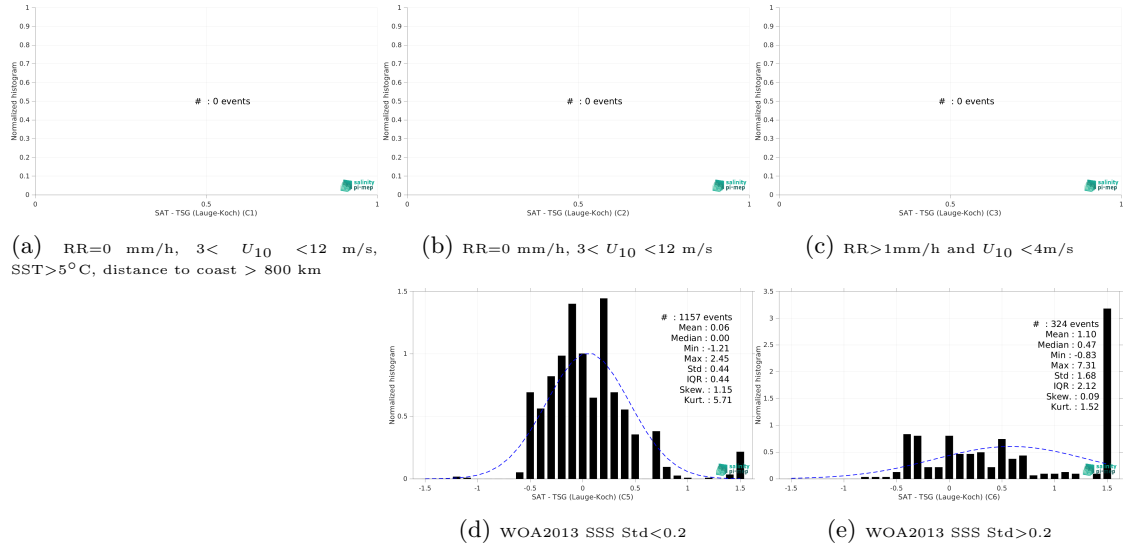 1
0.9
0.8
0.7
0.6
0.5
0.4
0.3
0.2
0.1
0
0
0.5
1
Normalized histogram
# : 0 events
salinity
pi-mep
SAT - TSG (Lauge-Koch) (C1)
1
0.9
0.8
0.7
0.6
0.5
0.4
0.3
0.2
0.1
0
0
0.5
1
Normalized histogram
# : 0 events
salinity
pi-mep
SAT - TSG (Lauge-Koch) (C2)
1
0.9
0.8
0.7
0.6
0.5
0.4
0.3
0.2
0.1
0
0
0.5
1
Normalized histogram
# : 0 events
salinity
pi-mep
SAT - TSG (Lauge-Koch) (C3)
(a) RR=0 mm/h, 3< U10 <12 m/s,
SST>5°C, distance to coast > 800 km
(b) RR=0 mm/h, 3< U10 <12 m/s
(c) RR>1mm/h and U10 <4m/s
1.5
1
0.5
0
-1.5
-1
-0.5
0
0.5
1
1.5
Normalized histogram
# : 1157 events
Mean : 0.06
Median : 0.00
Min : -1.21
Max : 2.45
Std : 0.44
IQR : 0.44
Skew. : 1.15
Kurt. : 5.71
salinity
pi-mep
SAT - TSG (Lauge-Koch) (C5)
3.5
3
2.5
2
1.5
1
0.5
0
-1.5
-1
-0.5
0
0.5
1
1.5
Normalized histogram
# : 324 events
Mean : 1.10
Median : 0.47
Min : -0.83
Max : 7.31
Std : 1.68
IQR : 2.12
Skew. : 0.09
Kurt. : 1.52
SAT - TSG (Lauge-Koch) (C6)
(d) WOA2013 SSS Std<0.2
(e) WOA2013 SSS Std>0.2